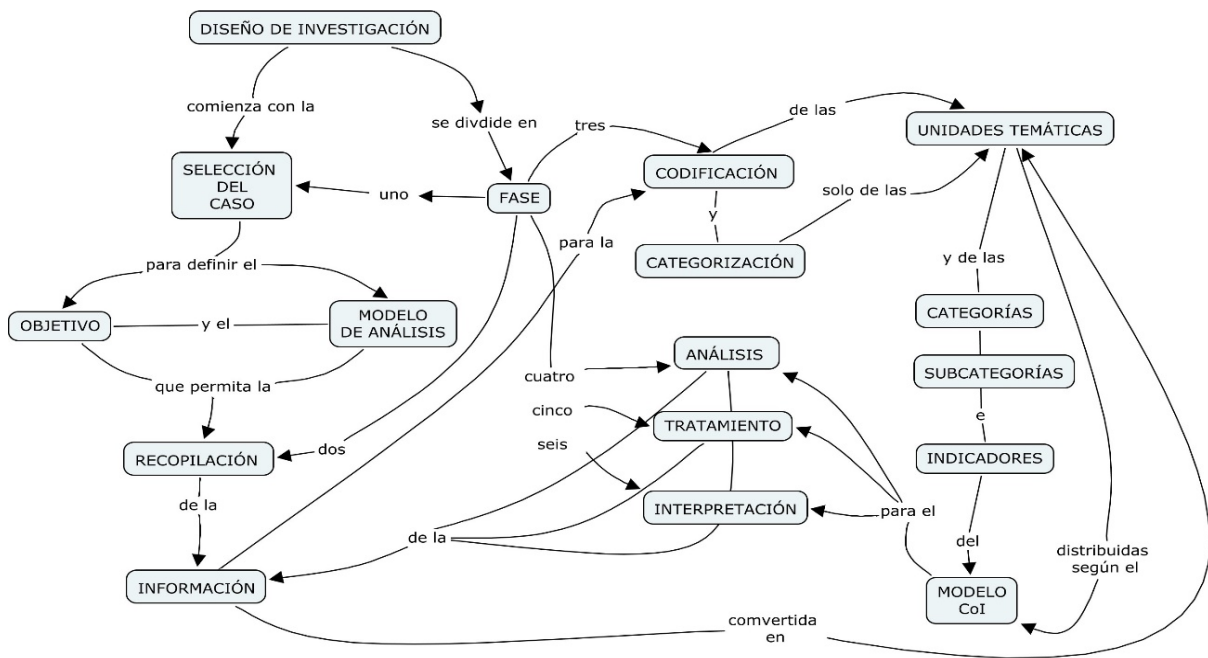 DISEÑO DE INVESTIGACIÓN
comienza con la
se divdide en
tres
de las
UNIDADES TEMÁTICAS
SELECCIÓN
DEL
CASO
uno
FASE
CODIFICACIÓN
solo de las
y
para la
CATEGORIZACIÓN
para definir el
y de las
OBJETIVO
y el
MODELO
DE ANÁLISIS
CATEGORÍAS
ANÁLISIS
SUBCATEGORÍAS
que permita la
cuatro
cinco
TRATAMIENTO
e
seis
RECOPILACIÓN
dos
INDICADORES
de la
INTERPRETACIÓN
para el
de la
del
distribuidas
según el
INFORMACIÓN
MODELO
CoI
comvertida
en